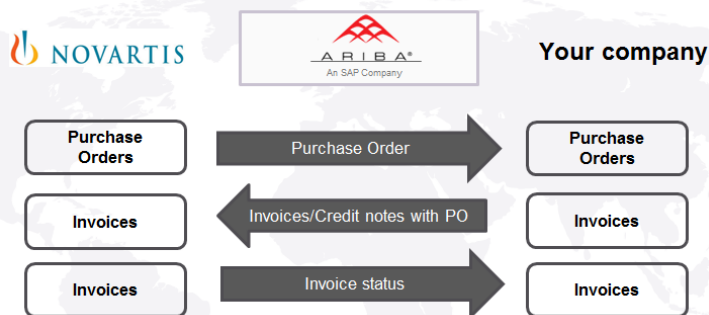 NOVARTIS
ARIBA®
An SAP Company
Your company
Purchase
Orders
Purchase Order
Purchase
Orders
Invoices
Invoices/Credit notes with PO
Invoices
Invoices
Invoice status
Invoices